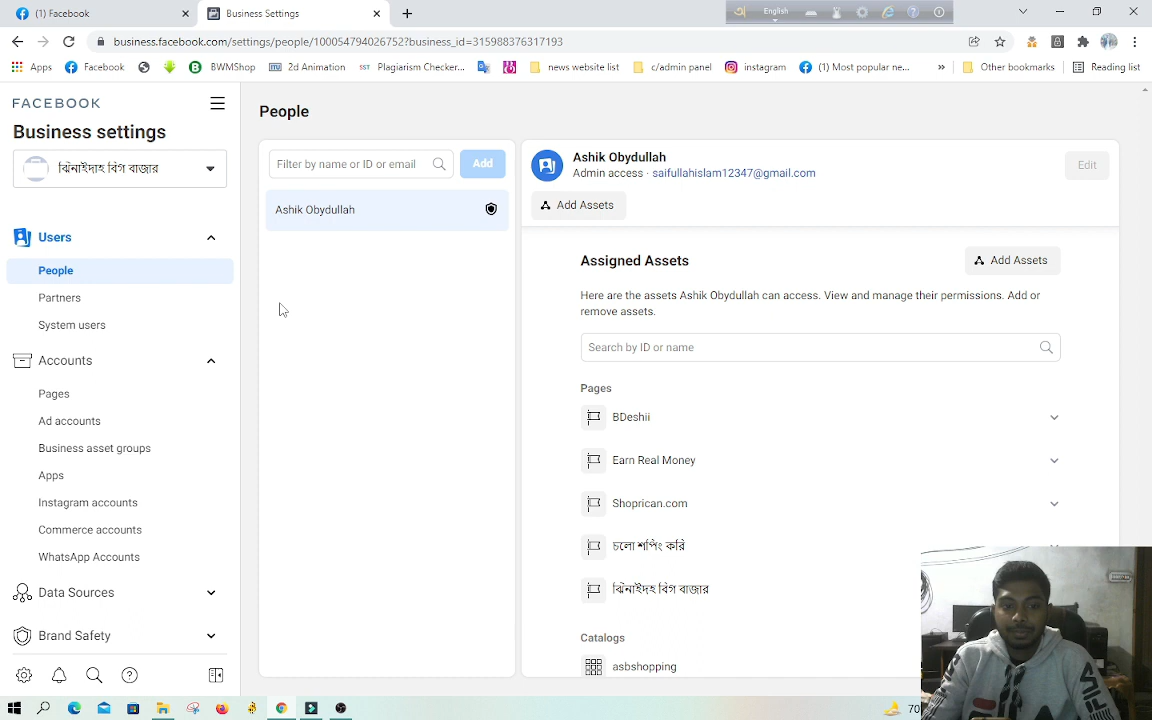 (1) Facebook
Business Settings
English
business.facebook.com/settings/people/100054794026752?business_id=315988376317193
Apps
Facebook
BWMShop
2d Animation
SST
Plagiarism Checker...
news website list
c/admin panel
instagram
(1) Most popular ne...
»
Other bookmarks
Reading list
FACEBOOK
Business settings
ঝিনাইদাহ বিগ বাজার
Users
People
Partners
System users
Accounts
Pages
Ad accounts
Business asset groups
Apps
Instagram accounts
Commerce accounts
WhatsApp Accounts
Data Sources
Brand Safety
People
Filter by name or ID or email
Add
Ashik Obydullah
Ashik Obydullah
Admin access · saifullahislam12347@gmail.com
Edit
Add Assets
Assigned Assets
Add Assets
Here are the assets Ashik Obydullah can access. View and manage their permissions. Add or
remove assets.
Search by ID or name
Pages
BDeshii
Earn Real Money
Shoprican.com
চলো শপিং করি
ঝিনাইদহ বিগ বাজার
Catalogs
asbshopping